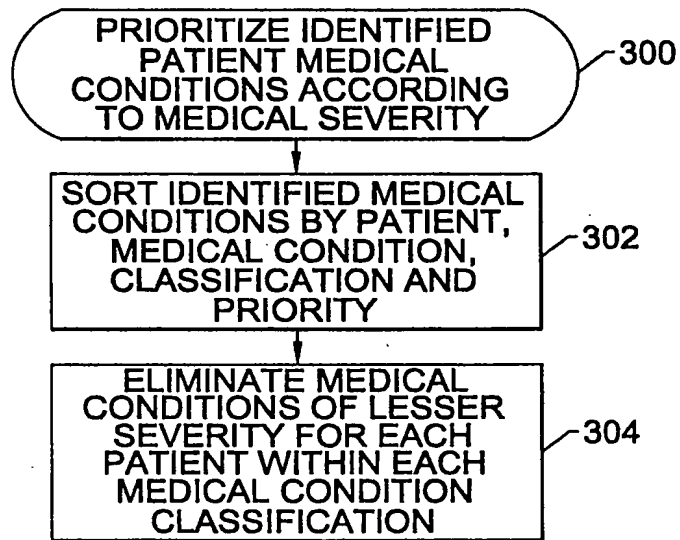 PRIORITIZE IDENTIFIED
PATIENT MEDICAL
CONDITIONS ACCORDING
TO MEDICAL SEVERITY
300
SORT IDENTIFIED MEDICAL
CONDITIONS BY PATIENT,
MEDICAL CONDITION,
CLASSIFICATION AND
PRIORITY
302
ELIMINATE MEDICAL
CONDITIONS OF LESSER
SEVERITY FOR EACH
PATIENT WITHIN EACH
MEDICAL CONDITION
CLASSIFICATION
304